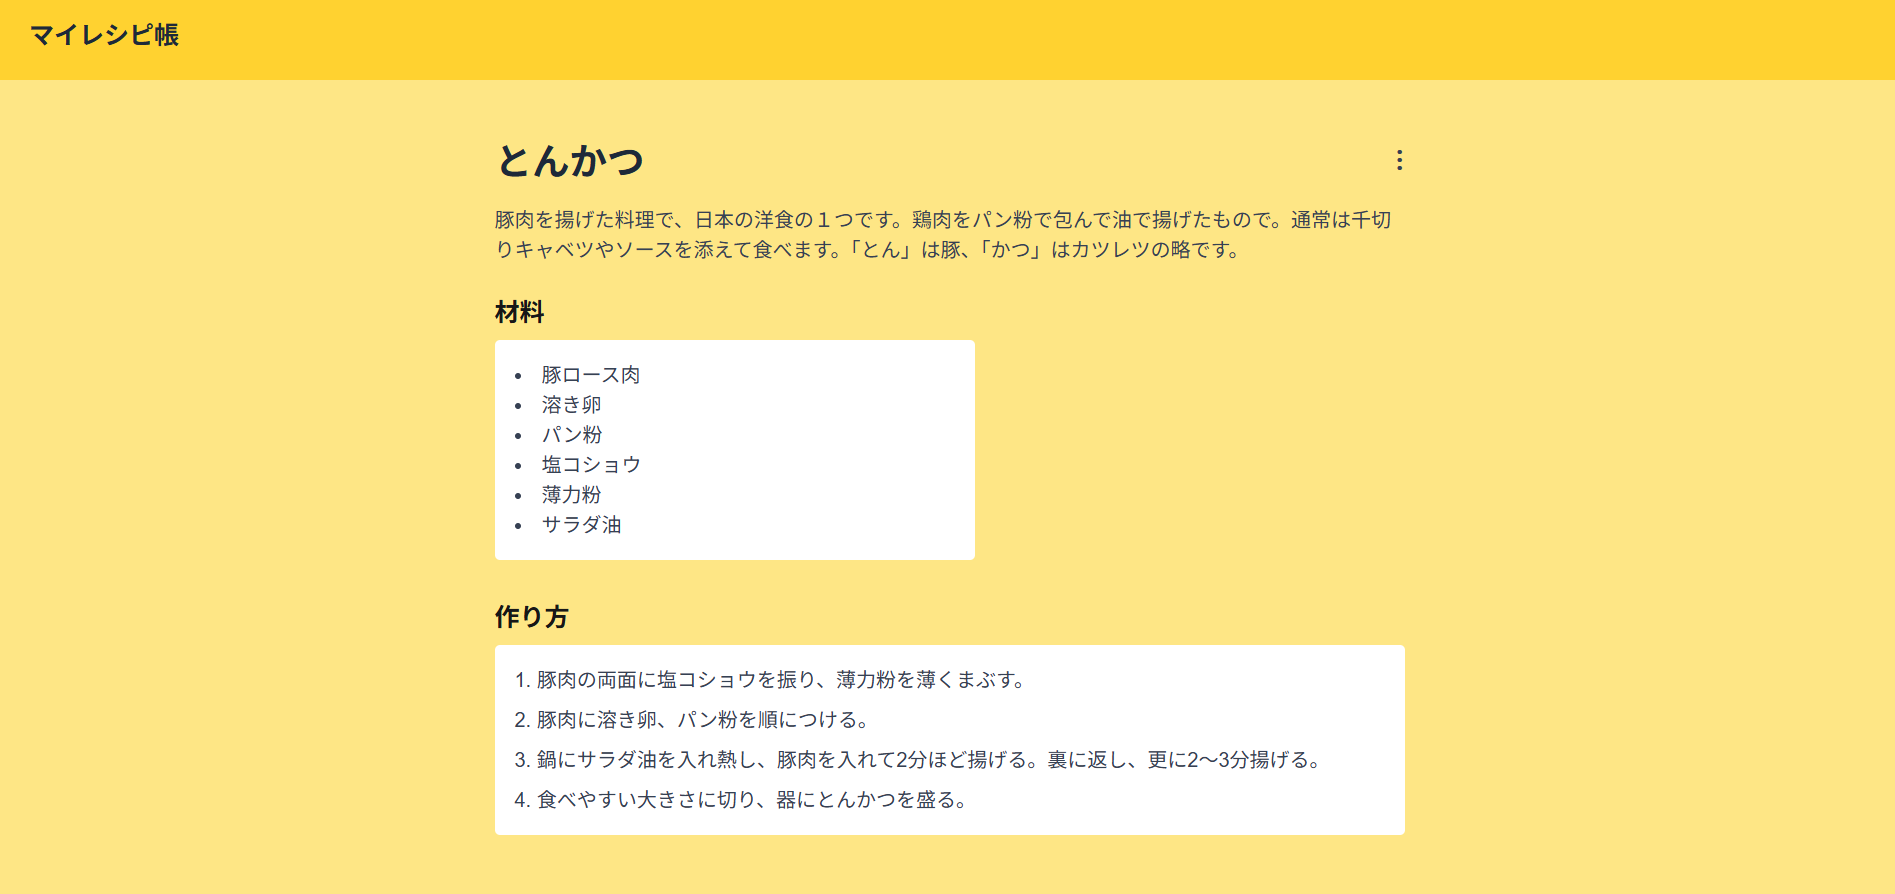 マイレシピ帳
とんかつ
豚肉を揚げた料理で、日本の洋食の１つです。鶏肉をパン粉で包んで油で揚げたもので。通常は千切
りキャベツやソースを添えて食べます。「とん」は豚、「かつ」はカツレツの略です。
材料
• 豚ロース肉
• 溶き卵
• パン粉
• 塩コショウ
• 薄力粉
• サラダ油
作り方
1. 豚肉の両面に塩コショウを振り、薄力粉を薄くまぶす。
2. 豚肉に溶き卵、パン粉を順につける。
3. 鍋にサラダ油を入れ熱し、豚肉を入れて2分ほど揚げる。裏に返し、更に2〜3分揚げる。
4. 食べやすい大きさに切り、器にとんかつを盛る。